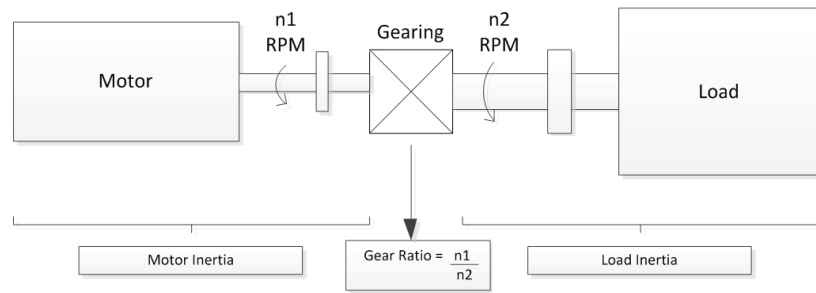 n1
RPM
Gearing
n2
RPM
Motor
Load
Motor Inertia
Gear Ratio = n1
n2
Load Inertia